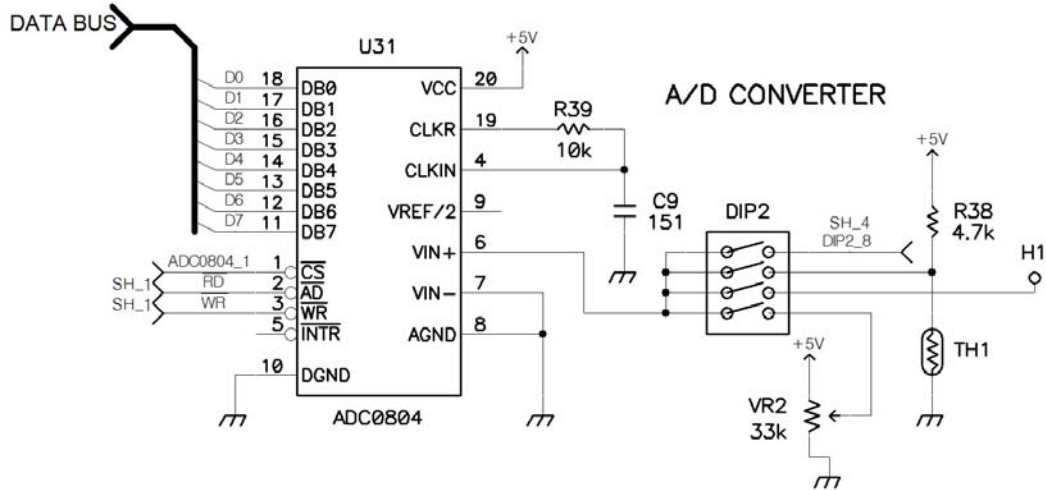 DATA BUS
U31
+5V
A/D CONVERTER
D0 18 DB0 VCC 20
D1 17 DB1
D2 16 DB2 CLKR 19 R39
D3 15 DB3 10k
D4 14 DB4 CLKIN 4
D5 13 DB5
D6 12 DB6 VREF/2 9
D7 11 DB7
VIN+ 6
C9
151
DIP2
SH_4
DIP2_8
+5V
R38
4.7k
H1
ADC0804_1 1 CS
SH_1 RD 2 AD VIN- 7
SH_1 WR 3 WR
5 INTR AGND 8
10 DGND
ADC0804
+5V
VR2
33k
TH1